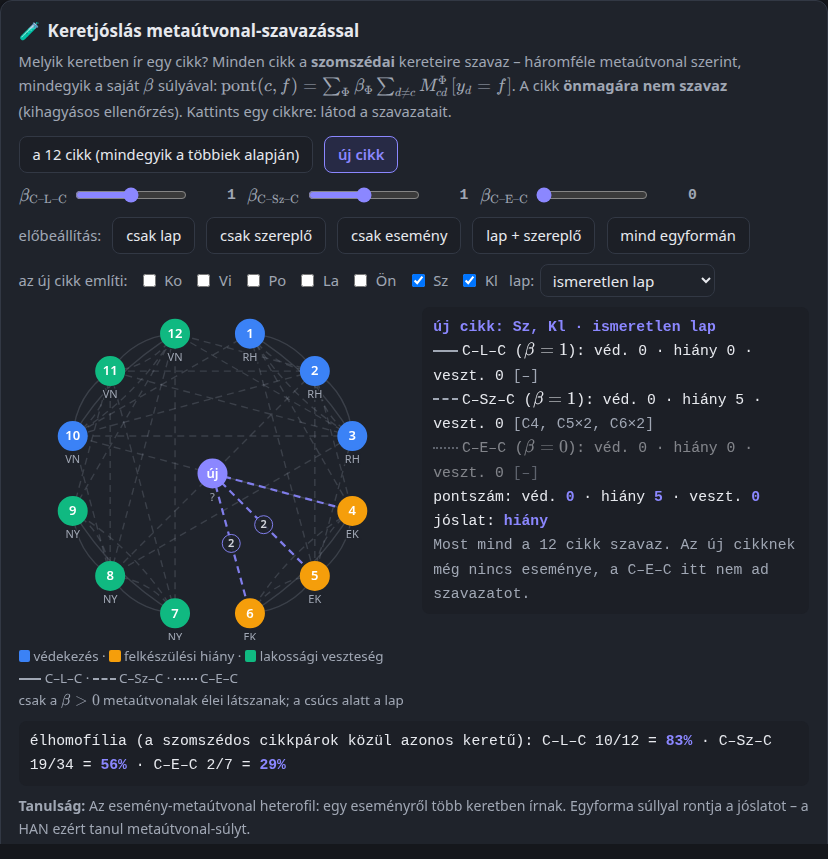 🧪 Keretjóslás metaútvonal-szavazással
Melyik keretben ír egy cikk? Minden cikk a szomszédai kereteire szavaz – háromféle metaútvonal szerint,
mindegyik a saját β súlyával: pont(c, f) = ∑_Φ β_Φ ∑_{d≠c} M^Φ_{cd} [y_d = f]. A cikk önmagára nem szavaz
(kihagyásos ellenőrzés). Kattints egy cikkre: látod a szavazatait.
a 12 cikk (mindegyik a többiek alapján) új cikk
β_{C–L–C} 1 β_{C–Sz–C} 1 β_{C–E–C} 0
előbeállítás: csak lap csak szereplő csak esemény lap + szereplő mind egyformán
az új cikk említi: Ko Vi Po La Ön Sz Kl lap: ismeretlen lap
12 VN
1 RH
11 VN
2 RH
10 VN
3 RH
új ?
9 NY
4 EK
2
2
8 NY
5 EK
7 NY
6 EK
új cikk: Sz, Kl · ismeretlen lap
C–L–C (β = 1): véd. 0 · hiány 0 ·
veszt. 0 [–]
C–Sz–C (β = 1): véd. 0 · hiány 5 ·
veszt. 0 [C4, C5×2, C6×2]
C–E–C (β = 0): véd. 0 · hiány 0 ·
veszt. 0 [–]
pontszám: véd. 0 · hiány 5 · veszt. 0
jóslat: hiány
Most mind a 12 cikk szavaz. Az új cikknek
még nincs eseménye, a C–E–C itt nem ad
szavazatot.
védekezés · felkészülési hiány · lakossági veszteség
C–L–C · C–Sz–C · C–E–C
csak a β > 0 metaútvonalak élei látszanak; a csúcs alatt a lap
élhomofília (a szomszédos cikkpárok közül azonos keretű): C–L–C 10/12 = 83% · C–Sz–C
19/34 = 56% · C–E–C 2/7 = 29%
Tanulság: Az esemény-metaútvonal heterofil: egy eseményről több keretben írnak. Egyforma súllyal rontja a jóslatot – a
HAN ezért tanul metaútvonal-súlyt.